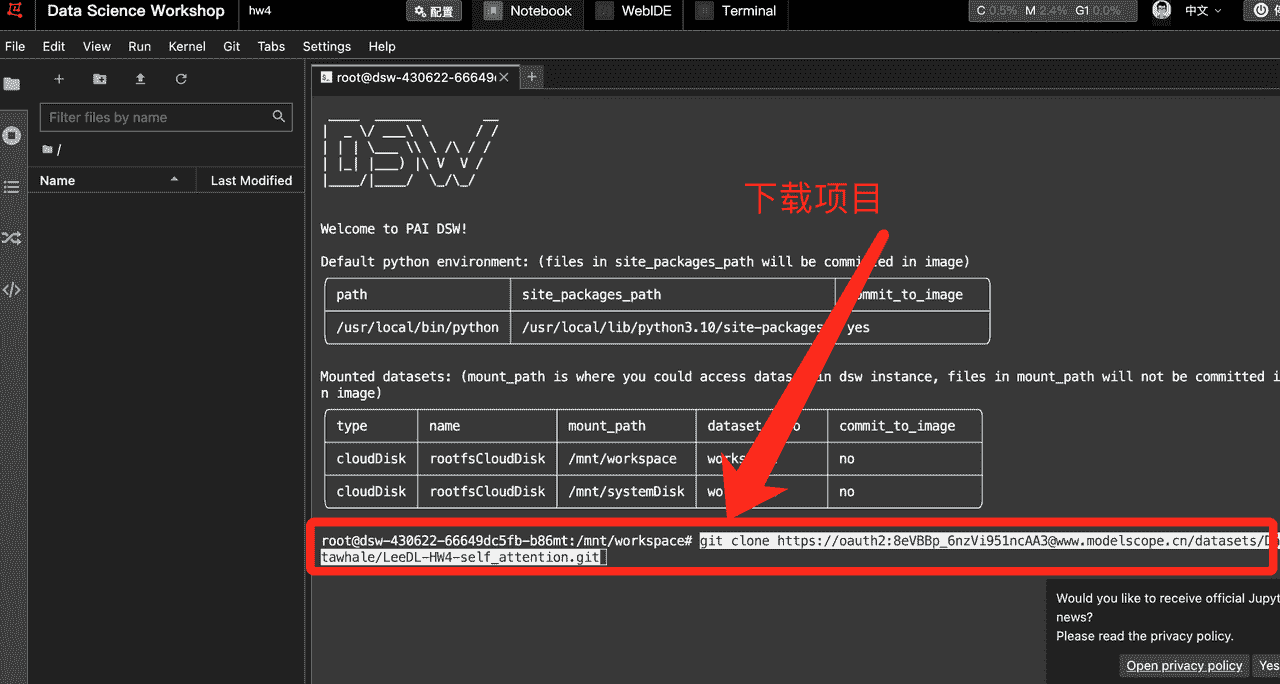 Data Science Workshop hw4 配置 Notebook WebIDE Terminal C 0.5% M 2.4% G1 0.0% 中文
File Edit View Run Kernel Git Tabs Settings Help
root@dsw-430622-66649
Filter files by name
/
Name Last Modified
DSW
下载项目
Welcome to PAI DSW!
Default python environment: (files in site_packages_path will be committed in image)
path site_packages_path commit_to_image
/usr/local/bin/python /usr/local/lib/python3.10/site-packages yes
Mounted datasets: (mount_path is where you could access dataset in dsw instance, files in mount_path will not be committed i
n image)
type name mount_path dataset commit_to_image
cloudDisk rootfsCloudDisk /mnt/workspace no
cloudDisk rootfsCloudDisk /mnt/systemDisk no
root@dsw-430622-66649dc5fb-b86mt:/mnt/workspace# git clone https://oauth2:8eVBBp_6nzVi951ncAA3@www.modelscope.cn/datasets/Da
tawhale/LeeDL-HW4-self_attention.git
Would you like to receive official Jupyt
news?
Please read the privacy policy.
Open privacy policy Yes